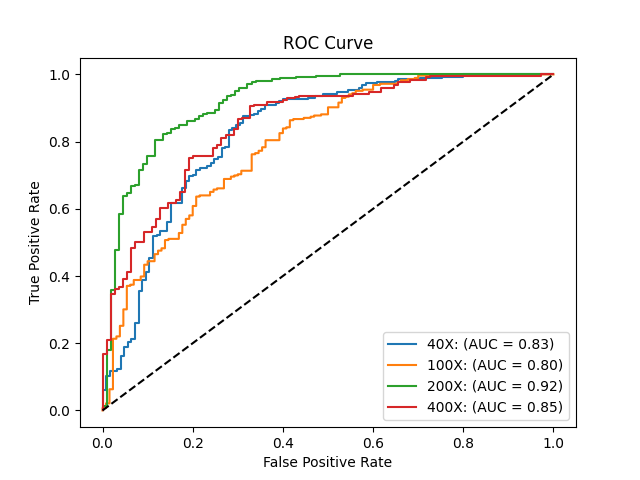 ROC Curve
True Positive Rate
1.0
0.8
0.6
0.4
0.2
0.0
0.0 0.2 0.4 0.6 0.8 1.0
False Positive Rate
40X: (AUC = 0.83)
100X: (AUC = 0.80)
200X: (AUC = 0.92)
400X: (AUC = 0.85)